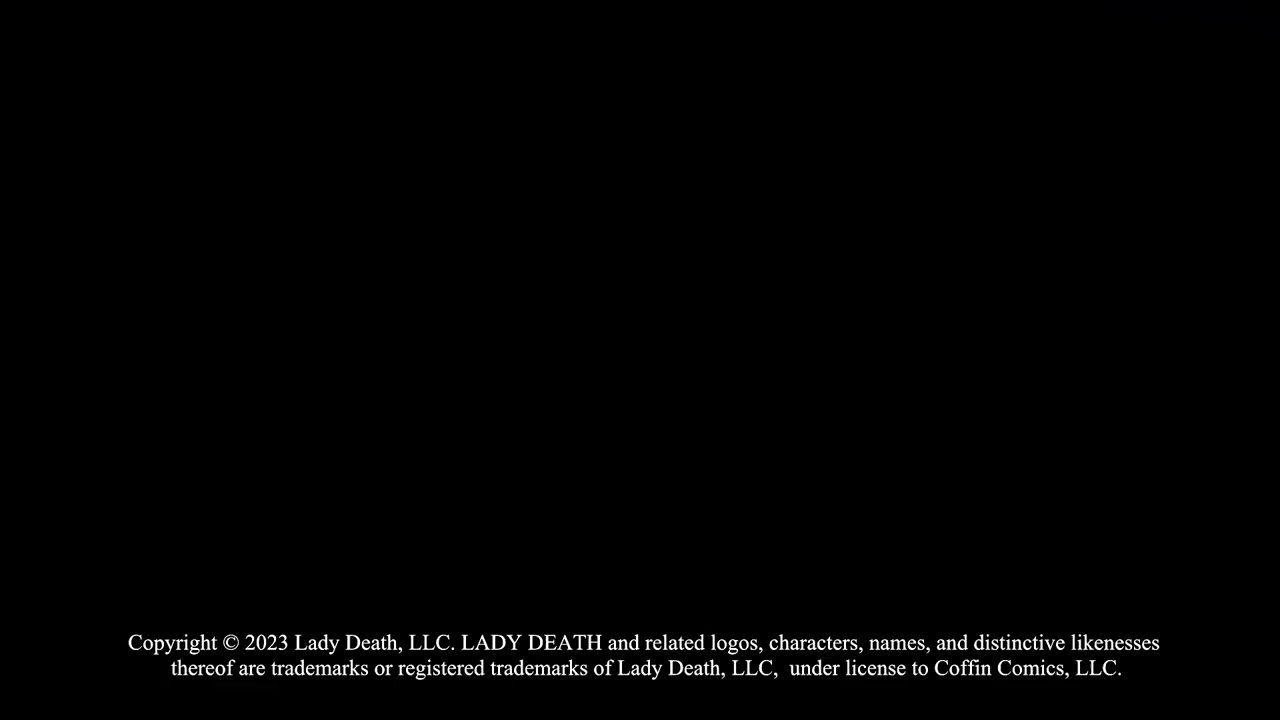 Copyright © 2023 Lady Death, LLC. LADY DEATH and related logos, characters, names, and distinctive likenesses
thereof are trademarks or registered trademarks of Lady Death, LLC,  under license to Coffin Comics, LLC.